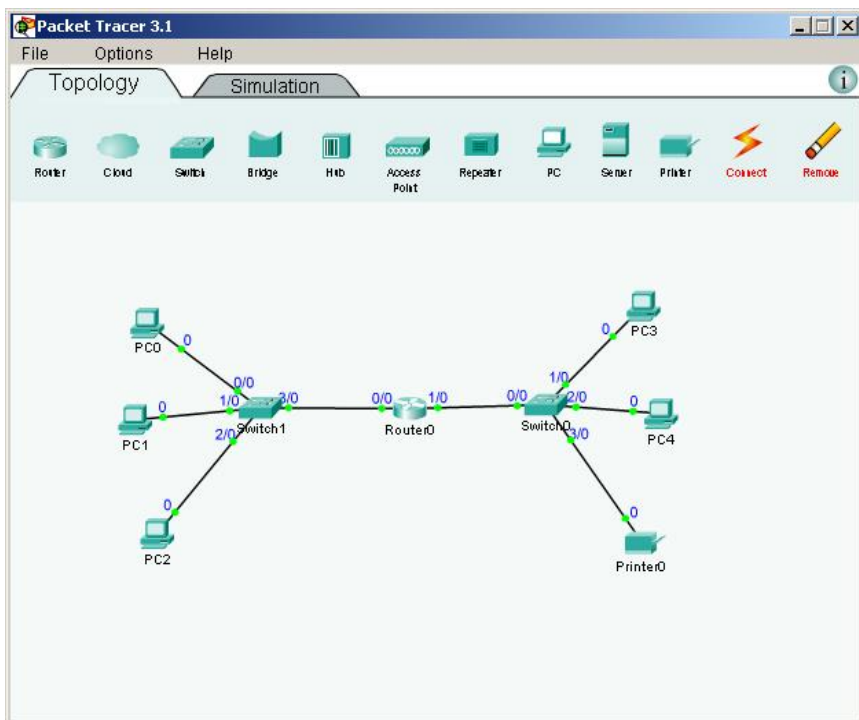 Packet Tracer 3.1
File Options Help
Topology Simulation i
Router Cloud Switch Bridge Hub Access Point Repeater PC Server Printer Connect Remove
PC0
0
0/0
PC1
0
1/0
2/0
Switch1
3/0
0
PC2
0/0
Router0
1/0
0/0
Switch0
1/0
0
PC3
2/0
0
PC4
3/0
0
Printer0